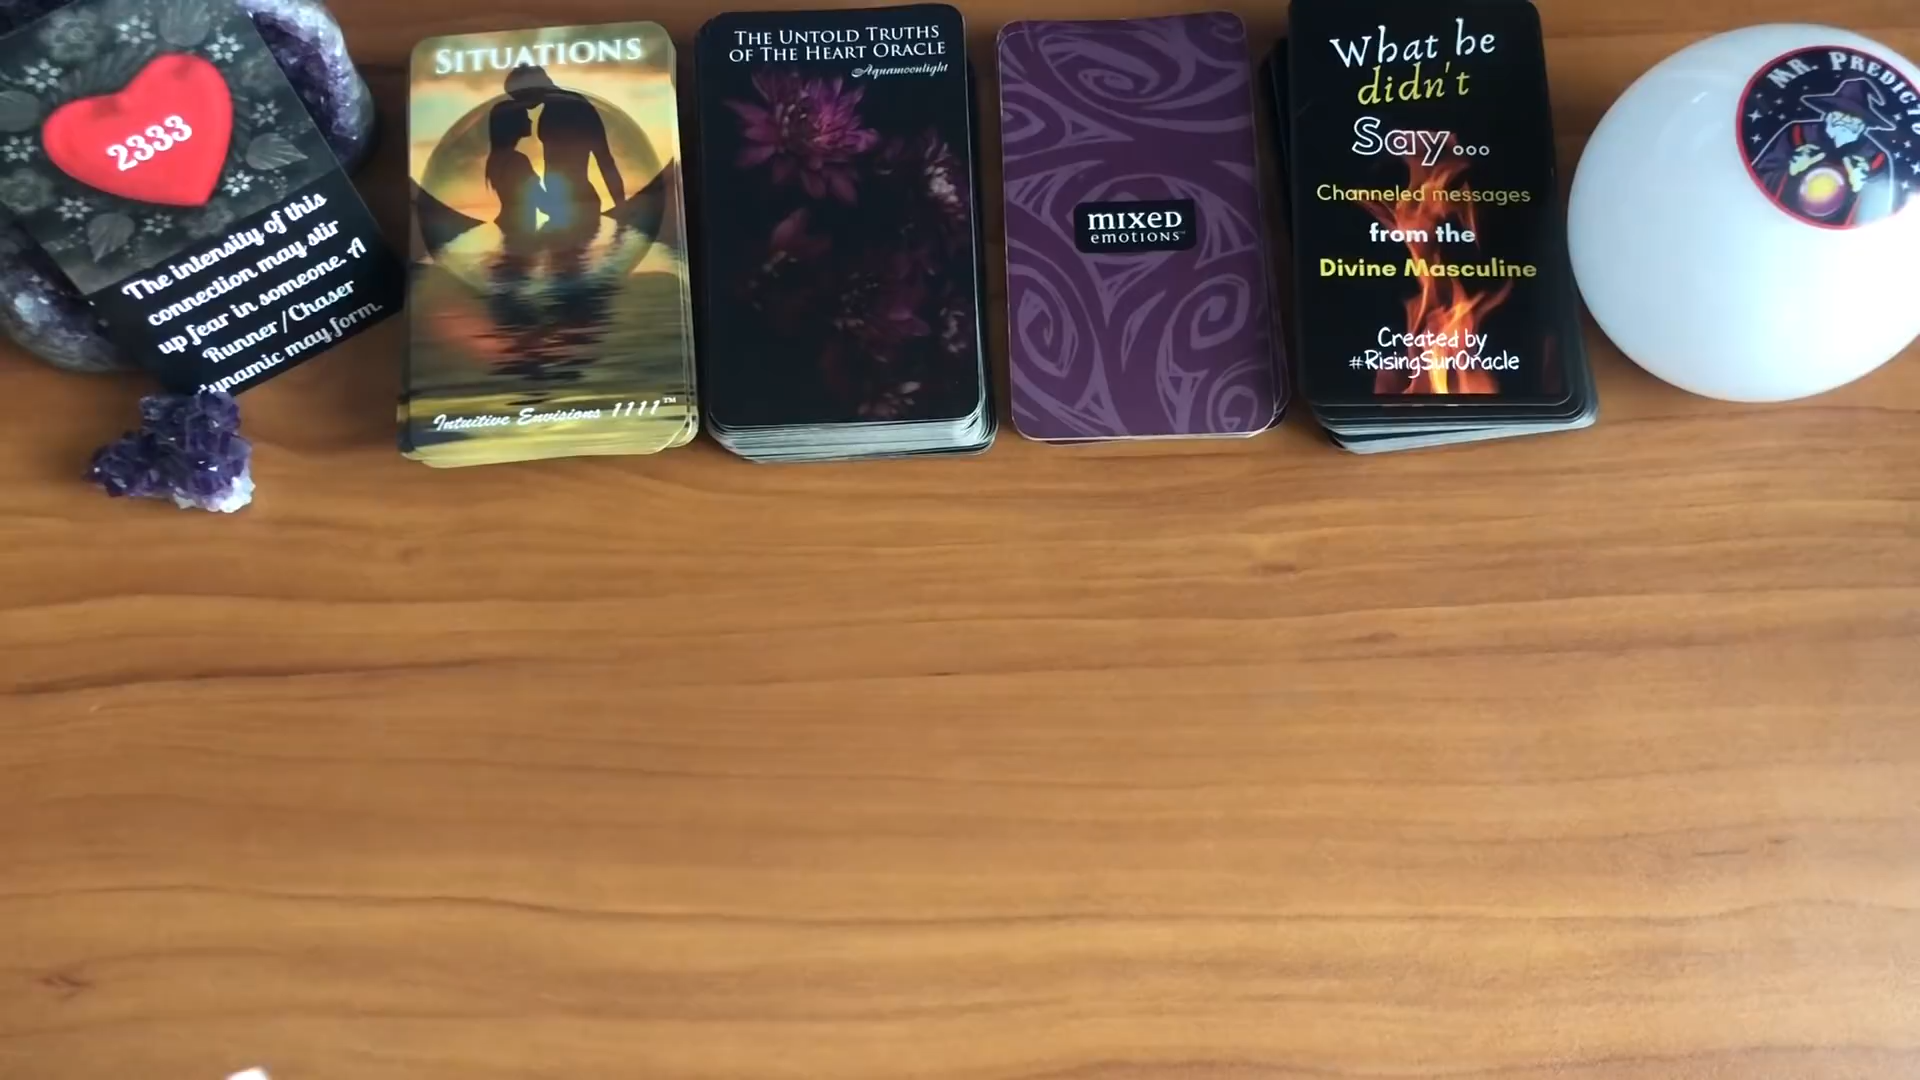 2333
The intensity of this
connection may stir
up fear in someone. A
Runner/Chaser
dynamic may form.
SITUATIONS
Intuitive Envisions 1111™
THE UNTOLD TRUTHS
OF THE HEART ORACLE
Aquamoonlight
mixed
emotions™
What he
didn't
Say...
Channeled messages
from the
Divine Masculine
Created by
#RisingSunOracle
MR. PREDICT